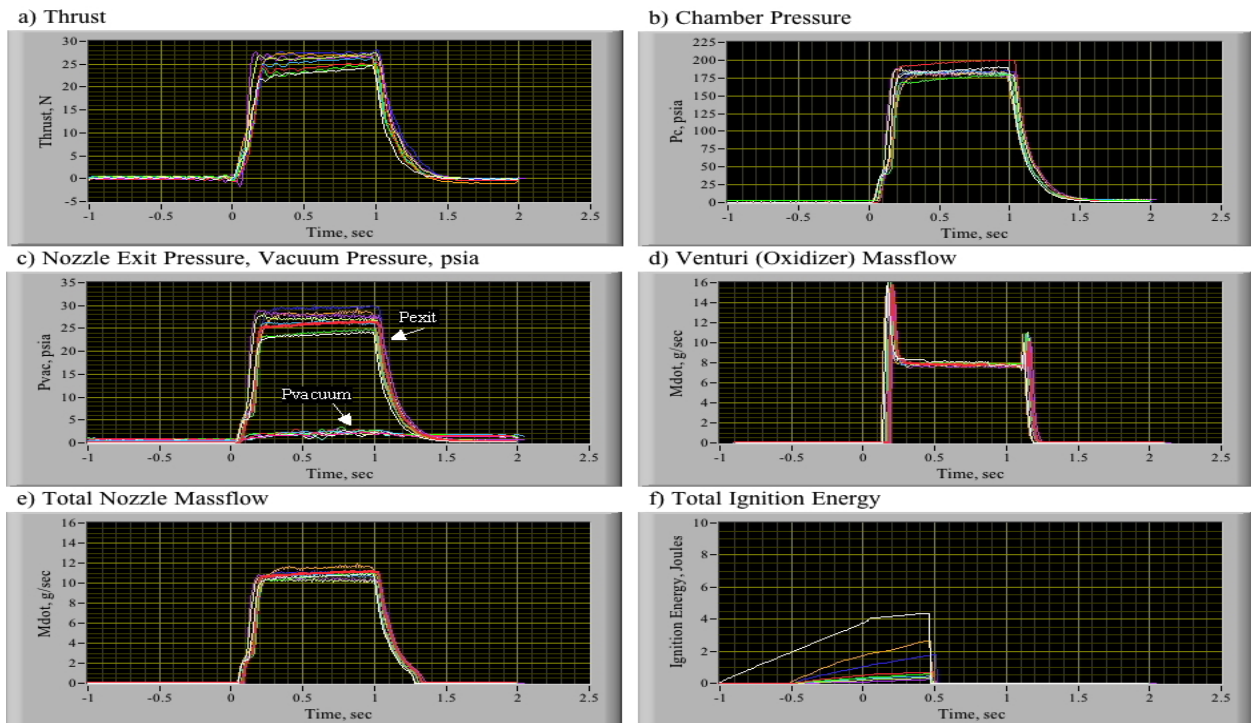 a) Thrust
Thrust, N
30
25
20
15
10
5
0
-5
-1 -0.5 0 0.5 1 1.5 2 2.5
Time, sec
b) Chamber Pressure
Pc, psia
225
200
175
150
125
100
75
50
25
0
-1 -0.5 0 0.5 1 1.5 2 2.5
Time, sec
c) Nozzle Exit Pressure, Vacuum Pressure, psia
Pvac, psia
35
30
25
20
15
10
5
0
Pexit
Pvacuum
-1 -0.5 0 0.5 1 1.5 2 2.5
Time, sec
d) Venturi (Oxidizer) Massflow
Mdot, g/sec
16
14
12
10
8
6
4
2
0
-1 -0.5 0 0.5 1 1.5 2 2.5
Time, sec
e) Total Nozzle Massflow
Mdot, g/sec
16
14
12
10
8
6
4
2
0
-1 -0.5 0 0.5 1 1.5 2 2.5
Time, sec
f) Total Ignition Energy
Ignition Energy, Joules
10
8
6
4
2
0
-1 -0.5 0 0.5 1 1.5 2 2.5
Time, sec